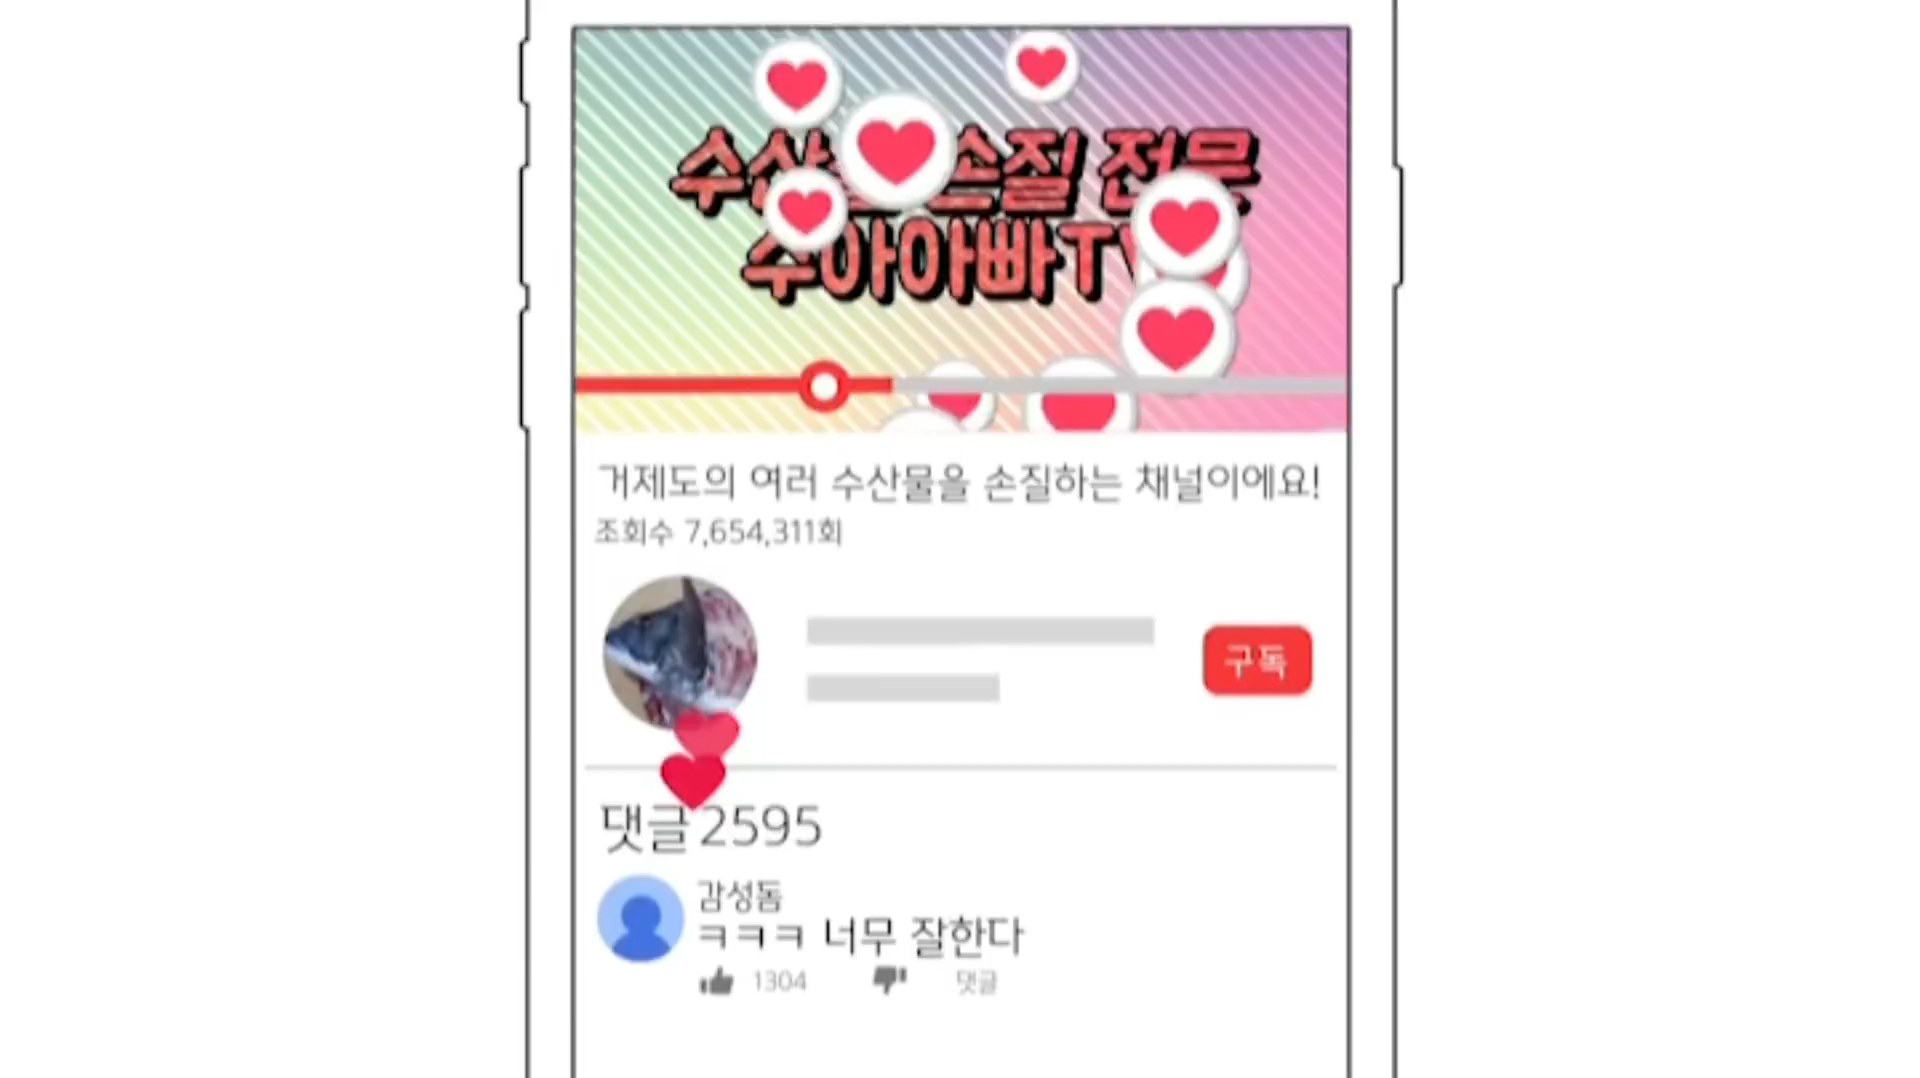 수산물 손질 전문
수아아빠TV
거제도의 여러 수산물을 손질하는 채널이에요!
조회수 7,654,311회
구독
댓글 2595
감성돔
ㅋㅋㅋ 너무 잘한다
1304 댓글